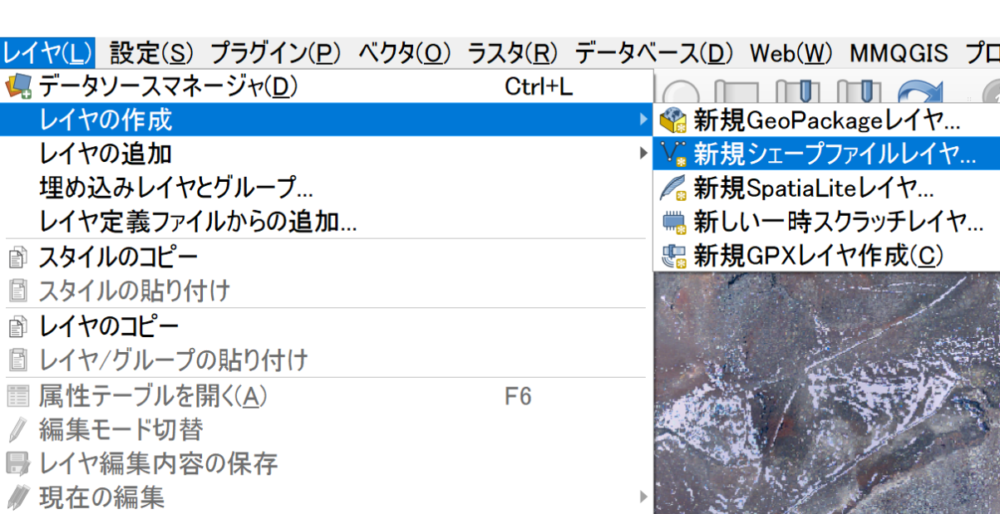 レイヤ(L) 設定(S) プラグイン(P) ベクタ(O) ラスタ(R) データベース(D) Web(W) MMQGIS プロ
データソースマネージャ(D) Ctrl+L
レイヤの作成
新規GeoPackageレイヤ...
レイヤの追加
新規シェープファイルレイヤ...
埋め込みレイヤとグループ...
新規SpatiaLiteレイヤ...
レイヤ定義ファイルからの追加...
新しい一時スクラッチレイヤ...
スタイルのコピー
新規GPXレイヤ作成(C)
スタイルの貼り付け
レイヤのコピー
レイヤ/グループの貼り付け
属性テーブルを開く(A) F6
編集モード切替
レイヤ編集内容の保存
現在の編集